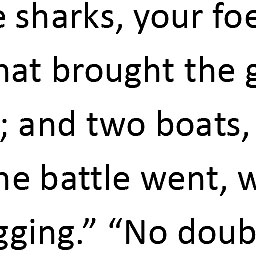 e sharks, your foe
hat brought the g
; and two boats,
he battle went, w
gging.” “No doub